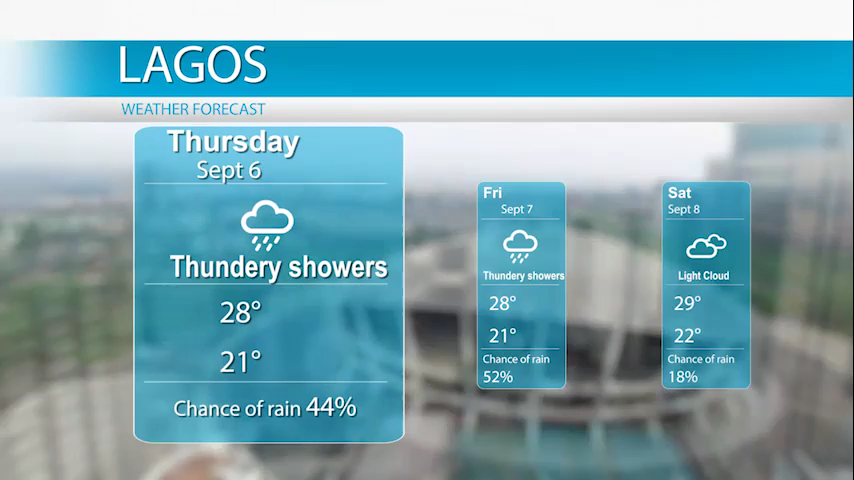 LAGOS
WEATHER FORECAST
Thursday
Sept 6
Thundery showers
28°
21°
Chance of rain 44%
Fri
Sept 7
Thundery showers
28°
21°
Chance of rain
52%
Sat
Sept 8
Light Cloud
29°
22°
Chance of rain
18%